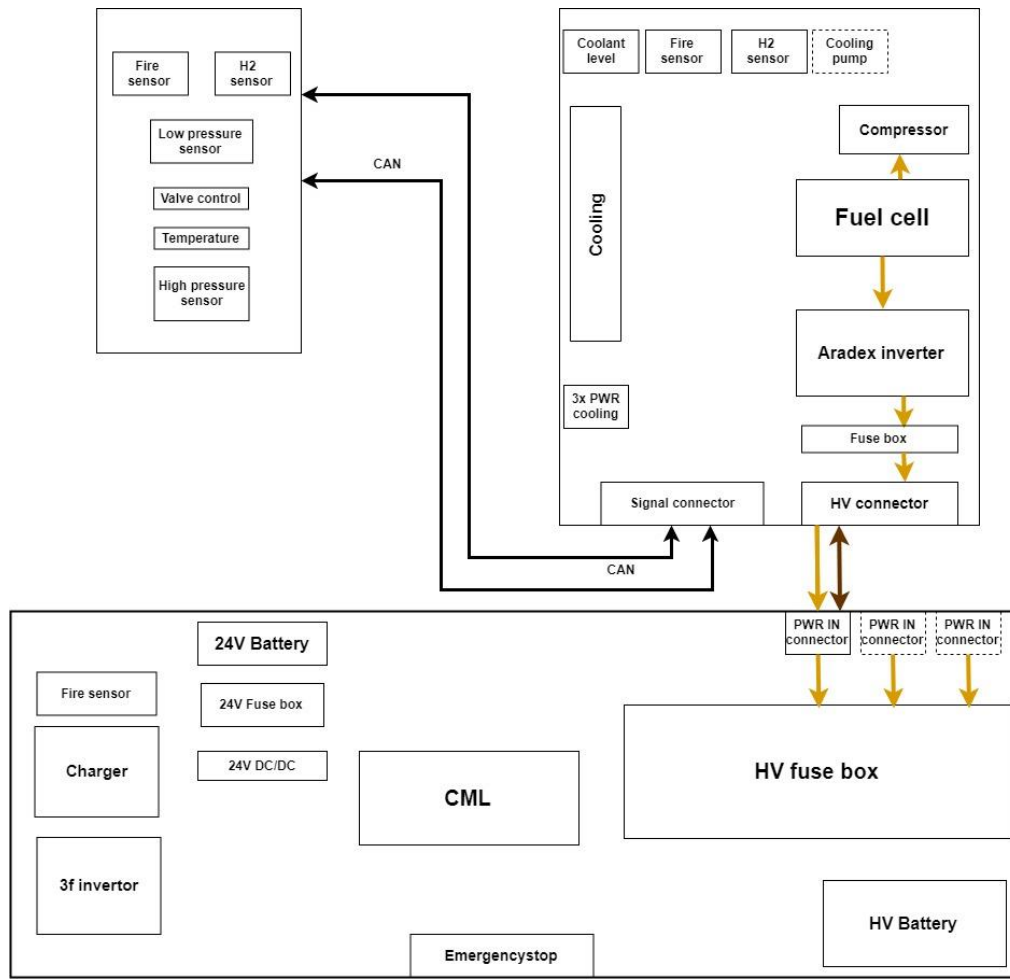 Fire
sensor
H2
sensor
Low pressure
sensor
Valve control
Temperature
High pressure
sensor
CAN
CAN
Coolant
level
Fire
sensor
H2
sensor
Cooling
pump
Compressor
Cooling
Fuel cell
Aradex inverter
3x PWR
cooling
Fuse box
Signal connector
HV connector
24V Battery
PWR IN
connector
PWR IN
connector
PWR IN
connector
Fire sensor
24V Fuse box
Charger
24V DC/DC
CML
HV fuse box
3f invertor
HV Battery
Emergencystop